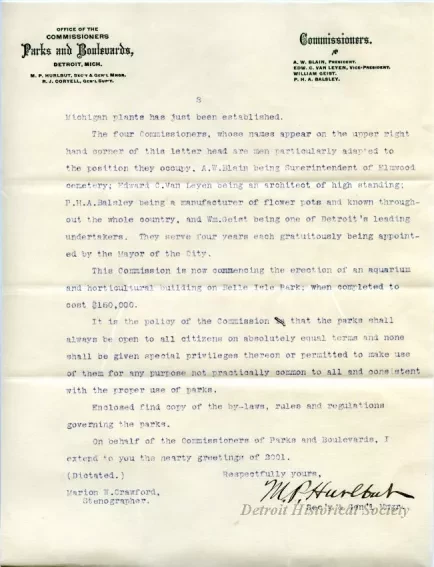 OFFICE OF THE
COMMISSIONERS
Parks and Boulevards,
DETROIT, MICH.
M. P. HURLBUT, SEC'Y & GEN'L MNGR.
R. J. CORYELL, GEN'L SUP'T.
Commissioners.
A. W. BLAIR, PRESIDENT.
EDW. C. VAN LEYEN, VICE-PRESIDENT.
WILLIAM GEIST.
P. H. A. BALSLEY.
Michigan plants has just been established.
The four Commissioners, whose names appear on the upper right
hand corner of this letter head are men particularly adapted to
the position they occupy. A.W.Blain being Superintendent of Elmwood
cemetery; Edward C.Van Leyen being an architect of high standing;
P.H.A.Balsley being a manufacturer of flower pots and known through-
out the whole country, and Wm.Geist being one of Detroit's leading
undertakers. They serve four years each gratuitously being appoint-
ed by the Mayor of the City.
This Commission is now commencing the erection of an aquarium
and horticultural building on Belle Isle Park; when completed to
cost $160,000.
It is the policy of the Commission that the parks shall
always be open to all citizens on absolutely equal terms and none
shall be given special privileges thereon or permitted to make use
of them for any purpose not practically common to all and consistent
with the proper use of parks.
Enclosed find copy of the by-laws, rules and regulations
governing the parks.
On behalf of the Commissioners of Parks and Boulevards, I
extend to you the hearty greetings of 2001.
(Dictated.) Respectfully yours,
Marion E.Crawford,
Stenographer.
M.P. Hurlbut
Detroit Historical Society
Sec'y & Gen'l Mngr.